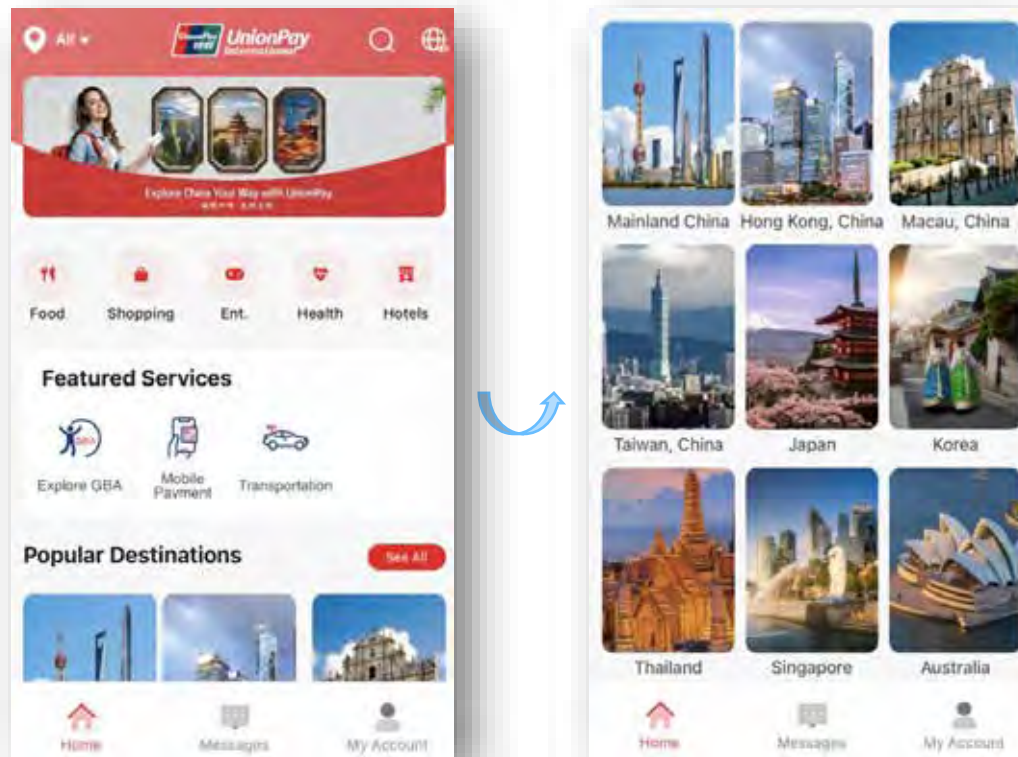 All
UnionPay
International
Explore China Your Way with UnionPay
Food Shopping Ent. Health Hotels
Featured Services
GBA
Explore GBA
Mobile
Payment
Transportation
Popular Destinations
See All
Home Messages My Account
Mainland China Hong Kong, China Macau, China
Taiwan, China Japan Korea
Thailand Singapore Australia
Home Messages My Account